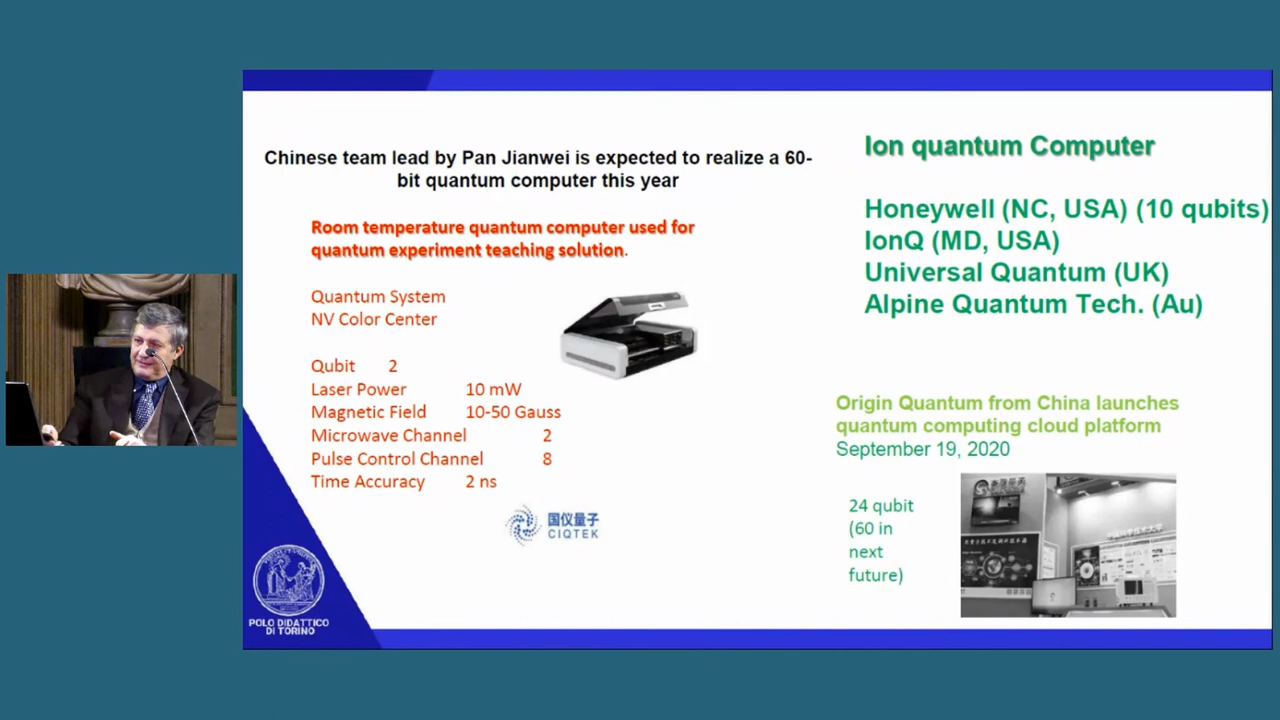 Chinese team lead by Pan Jianwei is expected to realize a 60-
bit quantum computer this year
Room temperature quantum computer used for
quantum experiment teaching solution.
Quantum System
NV Color Center
Qubit 2
Laser Power 10 mW
Magnetic Field 10-50 Gauss
Microwave Channel 2
Pulse Control Channel 8
Time Accuracy 2 ns
国仪量子
CIQTEK
POLO DIDATTICO
DI TORINO
Ion quantum Computer
Honeywell (NC, USA) (10 qubits)
IonQ (MD, USA)
Universal Quantum (UK)
Alpine Quantum Tech. (Au)
Origin Quantum from China launches
quantum computing cloud platform
September 19, 2020
24 qubit
(60 in
next
future)